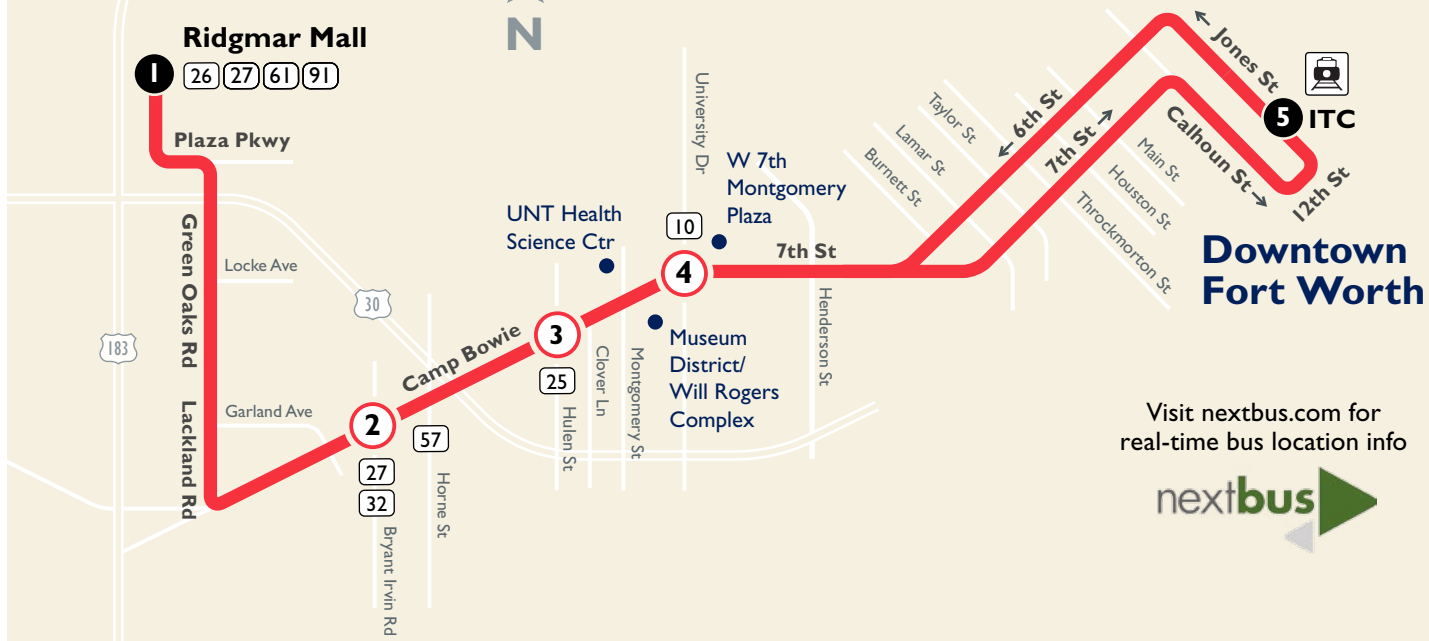 Ridgmar Mall
1
26 27 61 91
N
Plaza Pkwy
Green Oaks Rd
Locke Ave
183
30
Garland Ave
Lackland Rd
Camp Bowie
2
57
27
32
Bryant Irvin Rd
Horne St
3
25
Hulen St
Clover Ln
Montgomery St
UNT Health
Science Ctr
Museum
District/
Will Rogers
Complex
University Dr
10
4
W 7th
Montgomery
Plaza
7th St
Henderson St
Burnett St
Lamar St
Taylor St
← 6th St
7th St →
Throckmorton St
Houston St
Main St
Calhoun St →
← Jones St
12th St
5 ITC
Downtown
Fort Worth
Visit nextbus.com for
real-time bus location info
nextbus